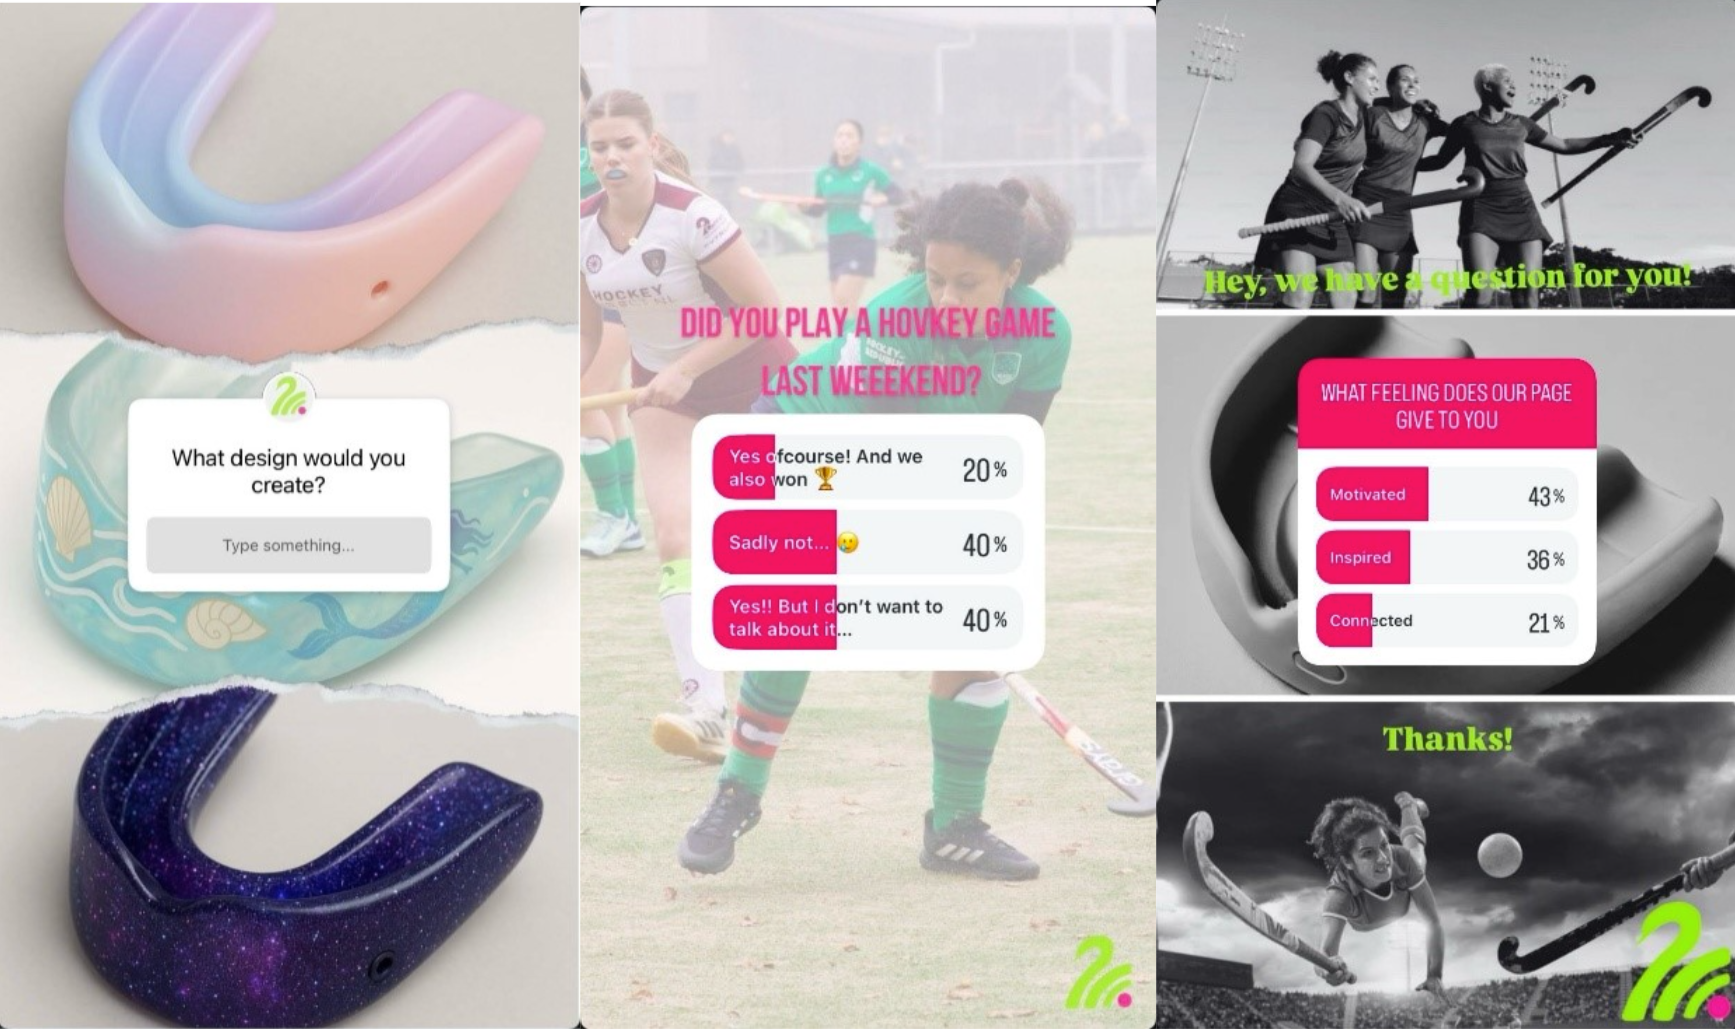 What design would you
create?
Type something...
HOCKEY
HOCKEY
REPUBLIC
DID YOU PLAY A HOVKEY GAME
LAST WEEEKEND?
Yes ofcourse! And we
also won 🏆
20%
Sadly not... 🥲
40%
Yes!! But I don't want to
talk about it...
40%
Hey, we have a question for you!
WHAT FEELING DOES OUR PAGE
GIVE TO YOU
Motivated
43%
Inspired
36%
Connected
21%
Thanks!